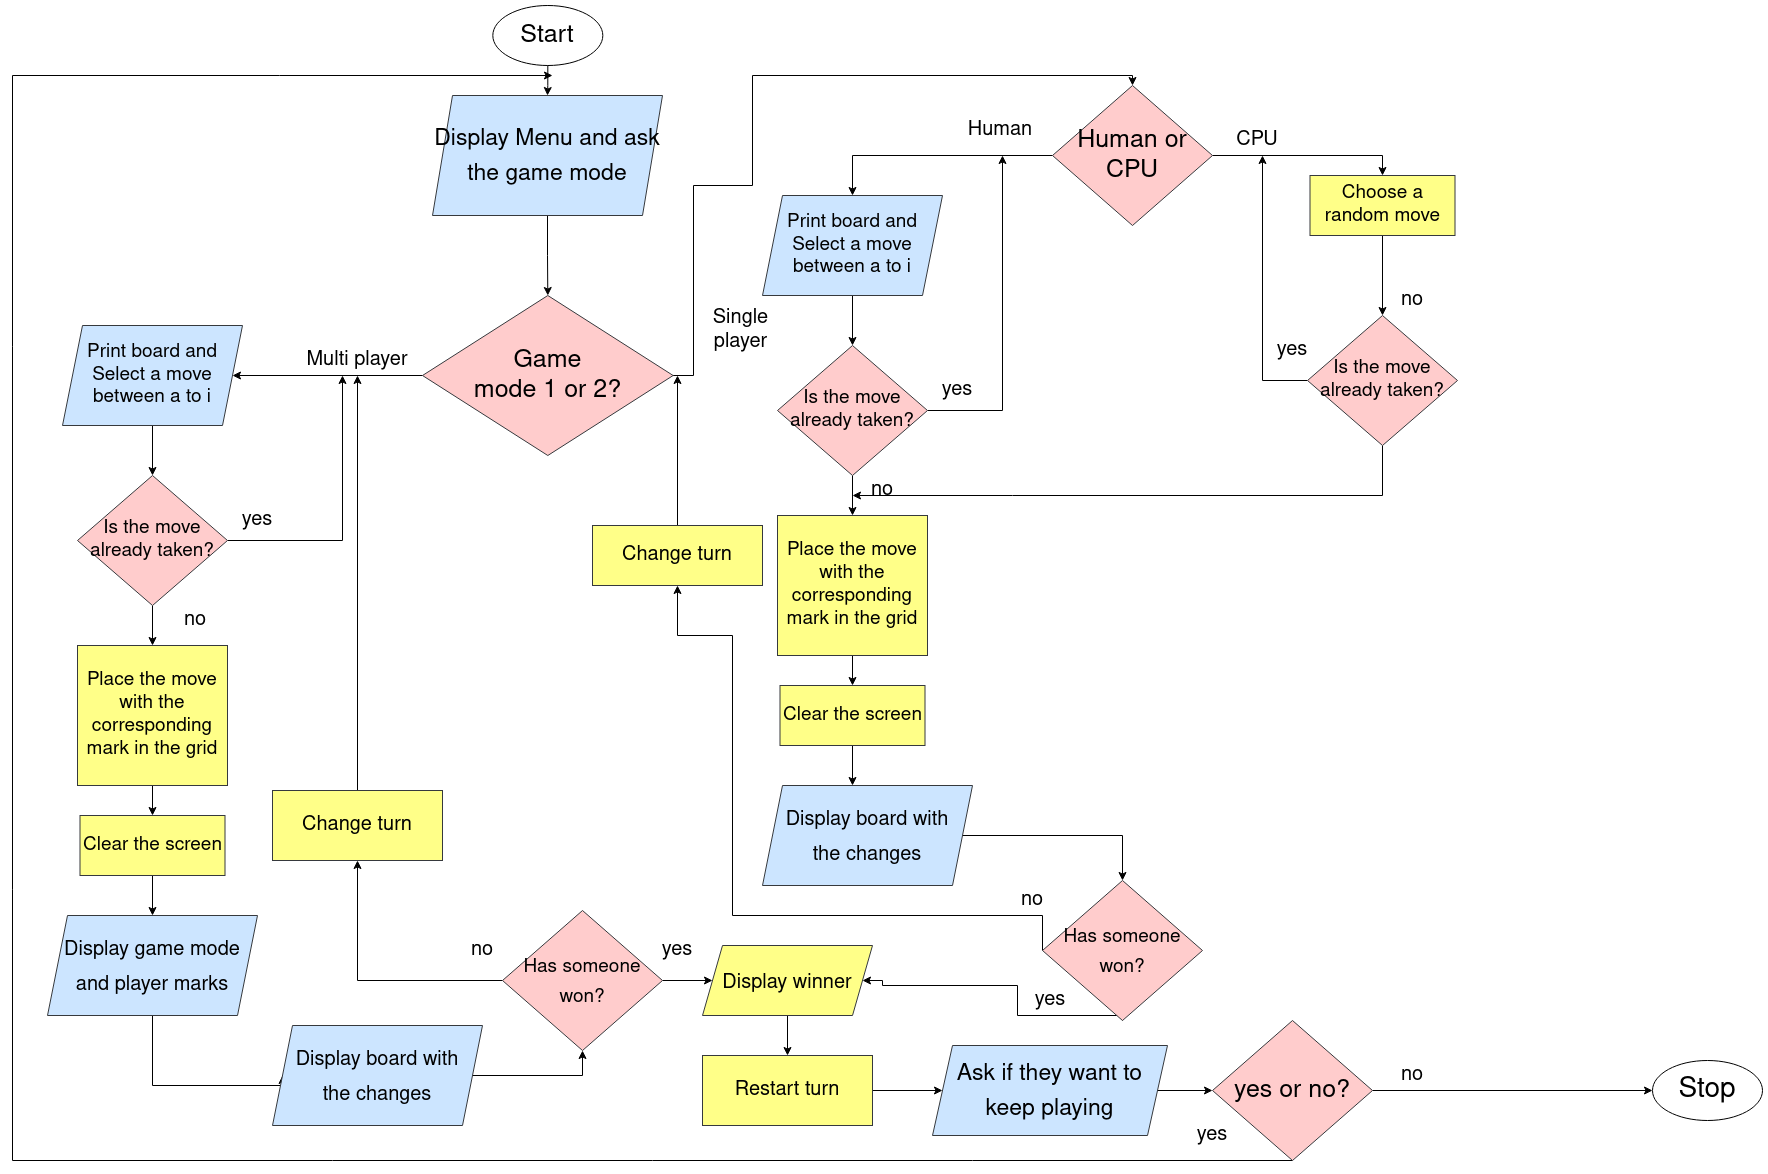 Start
Display Menu and ask
the game mode
Human or
CPU
Human
CPU
Choose a
random move
Print board and
Select a move
between a to i
no
Single
player
yes
Is the move
already taken?
Game
mode 1 or 2?
Multi player
Print board and
Select a move
between a to i
Is the move
already taken?
yes
no
Is the move
already taken?
yes
no
Change turn
Place the move
with the
corresponding
mark in the grid
Place the move
with the
corresponding
mark in the grid
Clear the screen
Clear the screen
Change turn
Display board with
the changes
no
Has someone
won?
yes
Display game mode
and player marks
no
Has someone
won?
yes
Display winner
Display board with
the changes
Restart turn
Ask if they want to
keep playing
yes or no?
no
yes
Stop